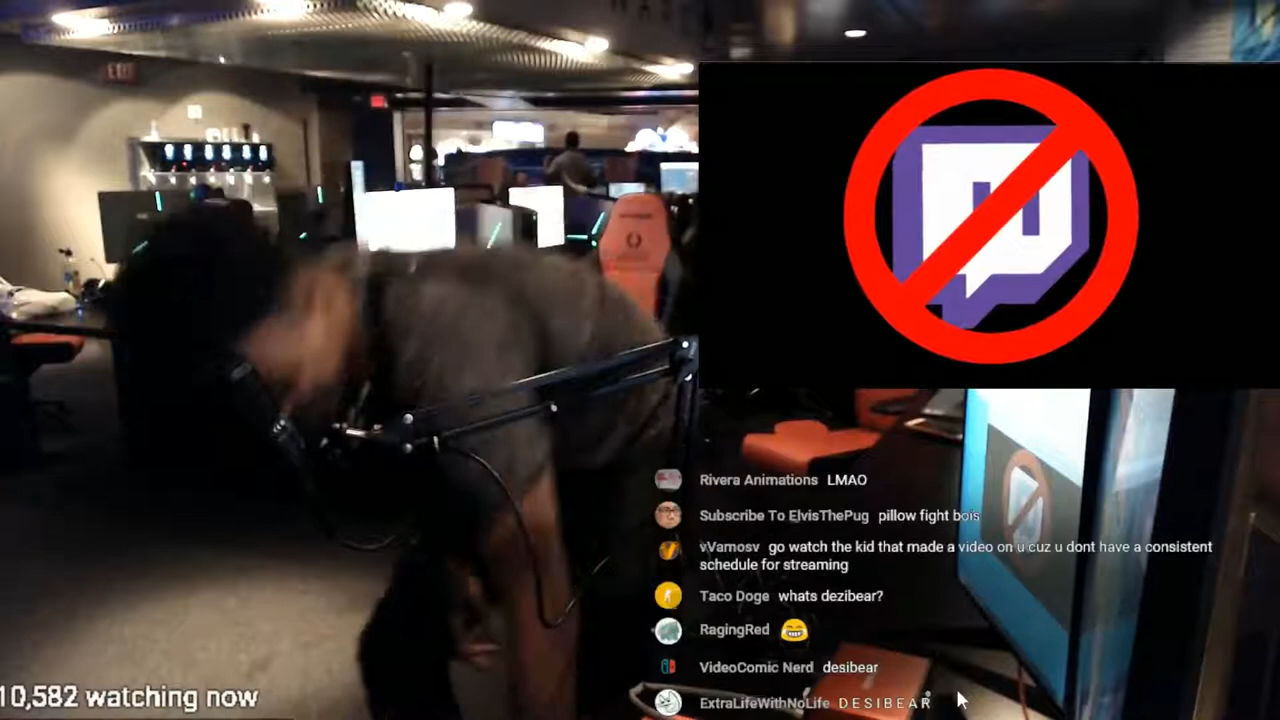 EXIT
Rivera Animations LMAO
Subscribe To ElvisThePug pillow fight bois
vVamosv go watch the kid that made a video on u cuz u dont have a consistent
schedule for streaming
Taco Doge whats dezibear?
RagingRed 😂
VideoComic Nerd desibear
ExtraLifeWithNoLife D E S I B E A R
10,582 watching now